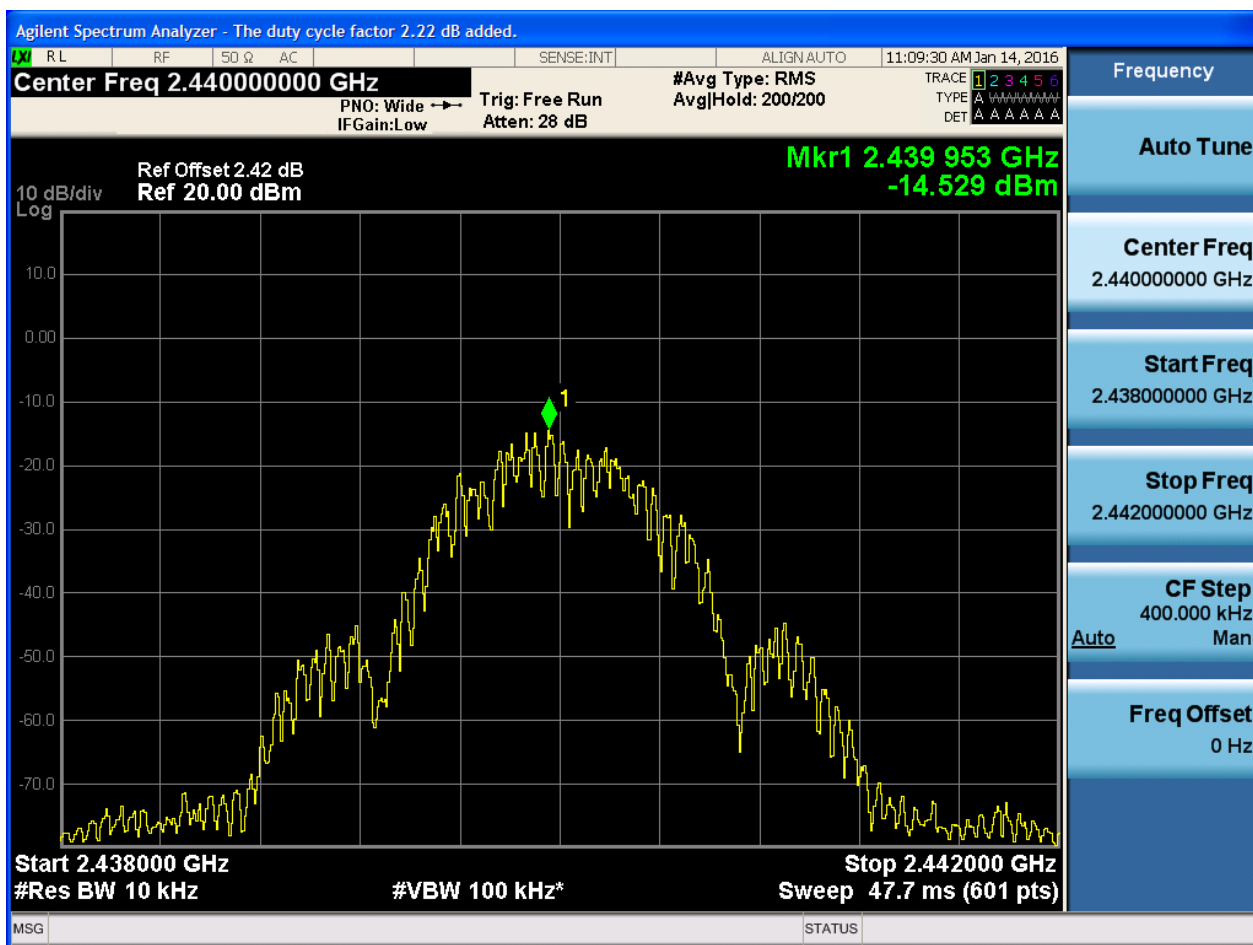 Agilent Spectrum Analyzer - The duty cycle factor 2.22 dB added.
LXI RL RF 50 Ω AC SENSE:INT ALIGN AUTO 11:09:30 AM Jan 14, 2016
Center Freq 2.440000000 GHz
PNO: Wide
IFGain:Low
Trig: Free Run
Atten: 28 dB
#Avg Type: RMS
Avg|Hold: 200/200
TRACE 1 2 3 4 5 6
TYPE A WWWWW
DET A A A A A A
Mkr1 2.439 953 GHz
-14.529 dBm
Ref Offset 2.42 dB
10 dB/div Ref 20.00 dBm
Log
10.0
0.00
-10.0
-20.0
-30.0
-40.0
-50.0
-60.0
-70.0
1
Start 2.438000 GHz Stop 2.442000 GHz
#Res BW 10 kHz #VBW 100 kHz* Sweep 47.7 ms (601 pts)
MSG STATUS
Frequency
Auto Tune
Center Freq
2.440000000 GHz
Start Freq
2.438000000 GHz
Stop Freq
2.442000000 GHz
CF Step
400.000 kHz
Auto Man
Freq Offset
0 Hz